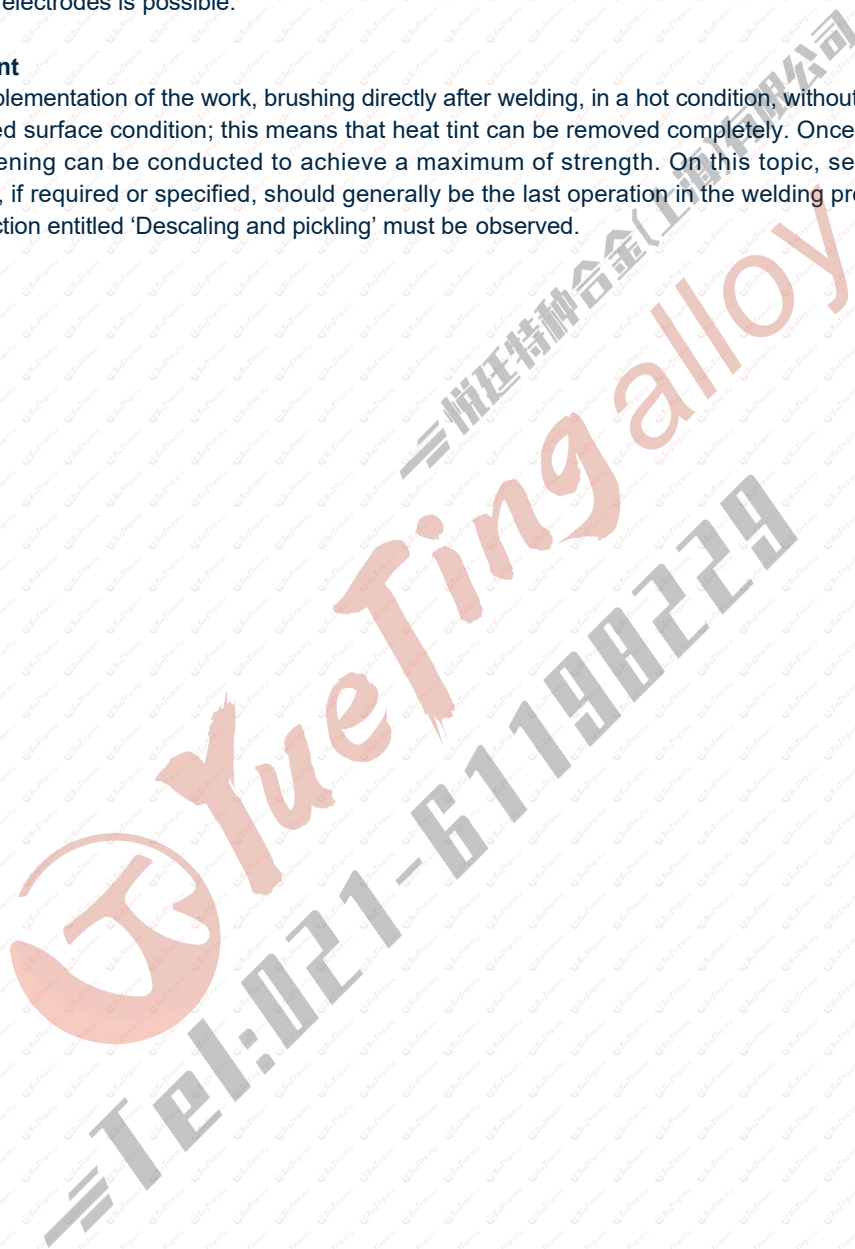 electrodes is possible.
nt
plementation of the work, brushing directly after welding, in a hot condition, without
ed surface condition; this means that heat tint can be removed completely. Once
ening can be conducted to achieve a maximum of strength. On this topic, se
, if required or specified, should generally be the last operation in the welding pro
ction entitled ‘Descaling and pickling’ must be observed.
悦廷特种合金(上海)有限公司
YueTing alloy
Tel:021-61198229